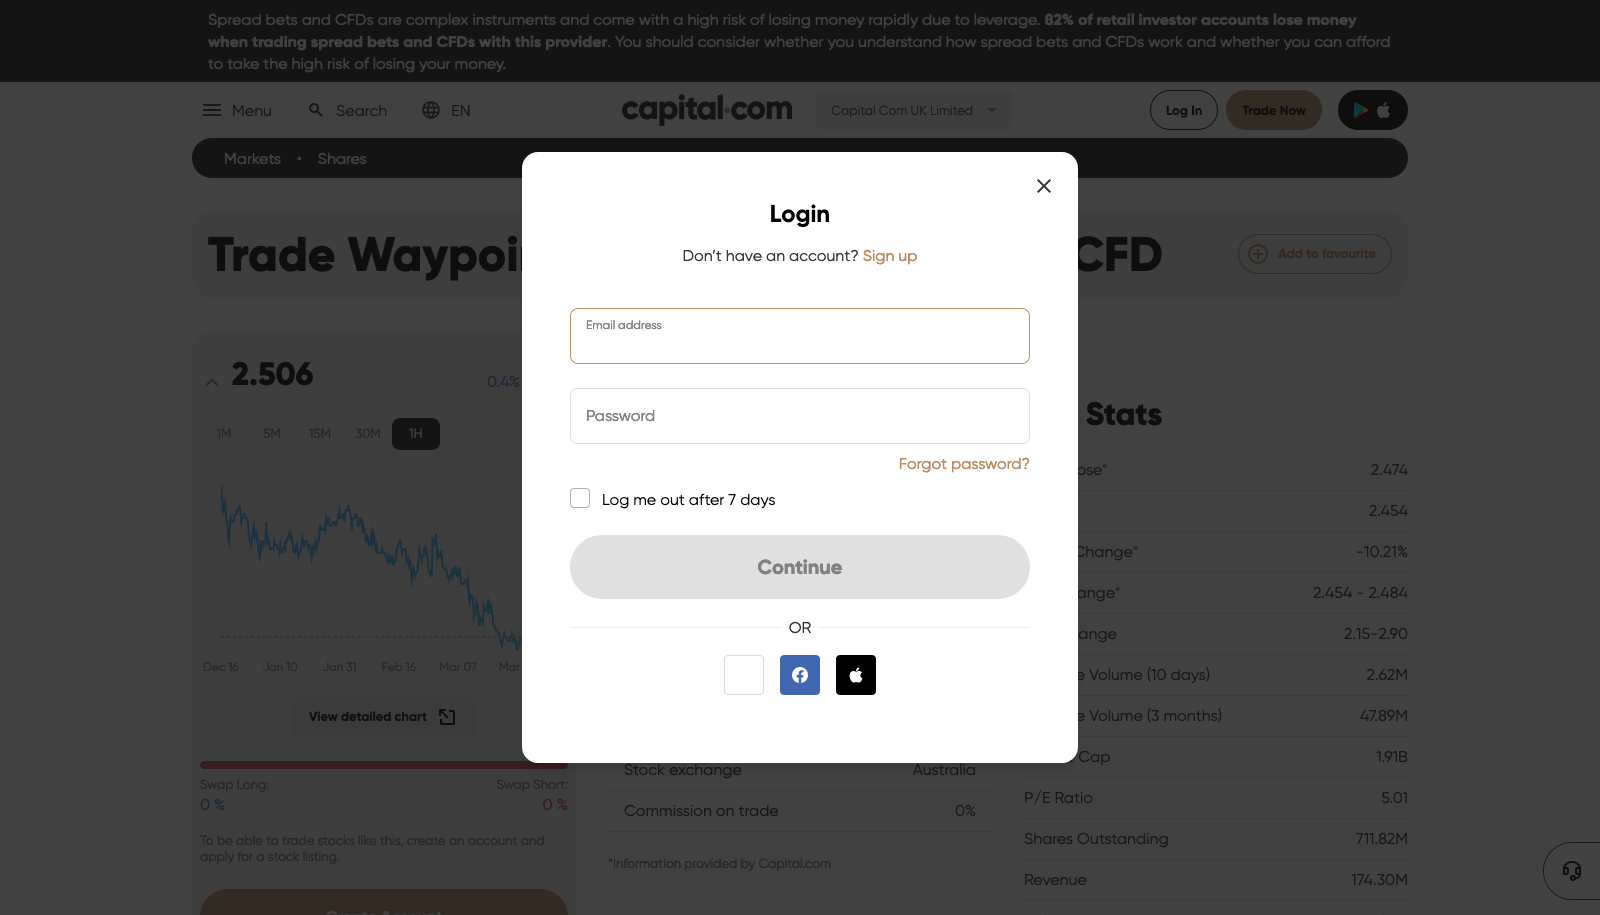 Spread bets and CFDs are complex instruments and come with a high risk of losing money rapidly due to leverage. 82% of retail investor accounts lose money
when trading spread bets and CFDs with this provider. You should consider whether you understand how spread bets and CFDs work and whether you can afford
to take the high risk of losing your money.
Menu Search EN capital.com Capital Com UK Limited Log In Trade Now
Markets • Shares
Trade Waypoi CFD Add to favourite
Login
Don't have an account? Sign up
Email address
Password
Forgot password?
Log me out after 7 days
Continue
OR
2.506 0.4%
1M 5M 15M 30M 1H
Dec 16 Jan 10 Jan 31 Feb 16 Mar 07 Mar
View detailed chart
Swap Long: Swap Short:
0 % 0 %
To be able to trade stocks like this, create an account and
apply for a stock listing.
Create Account
Stock exchange Australia
Commission on trade 0%
*Information provided by Capital.com
Stats
ose* 2.474
2.454
Change* -10.21%
ange* 2.454 - 2.484
ange 2.15-2.90
e Volume (10 days) 2.62M
e Volume (3 months) 47.89M
Cap 1.91B
P/E Ratio 5.01
Shares Outstanding 711.82M
Revenue 174.30M